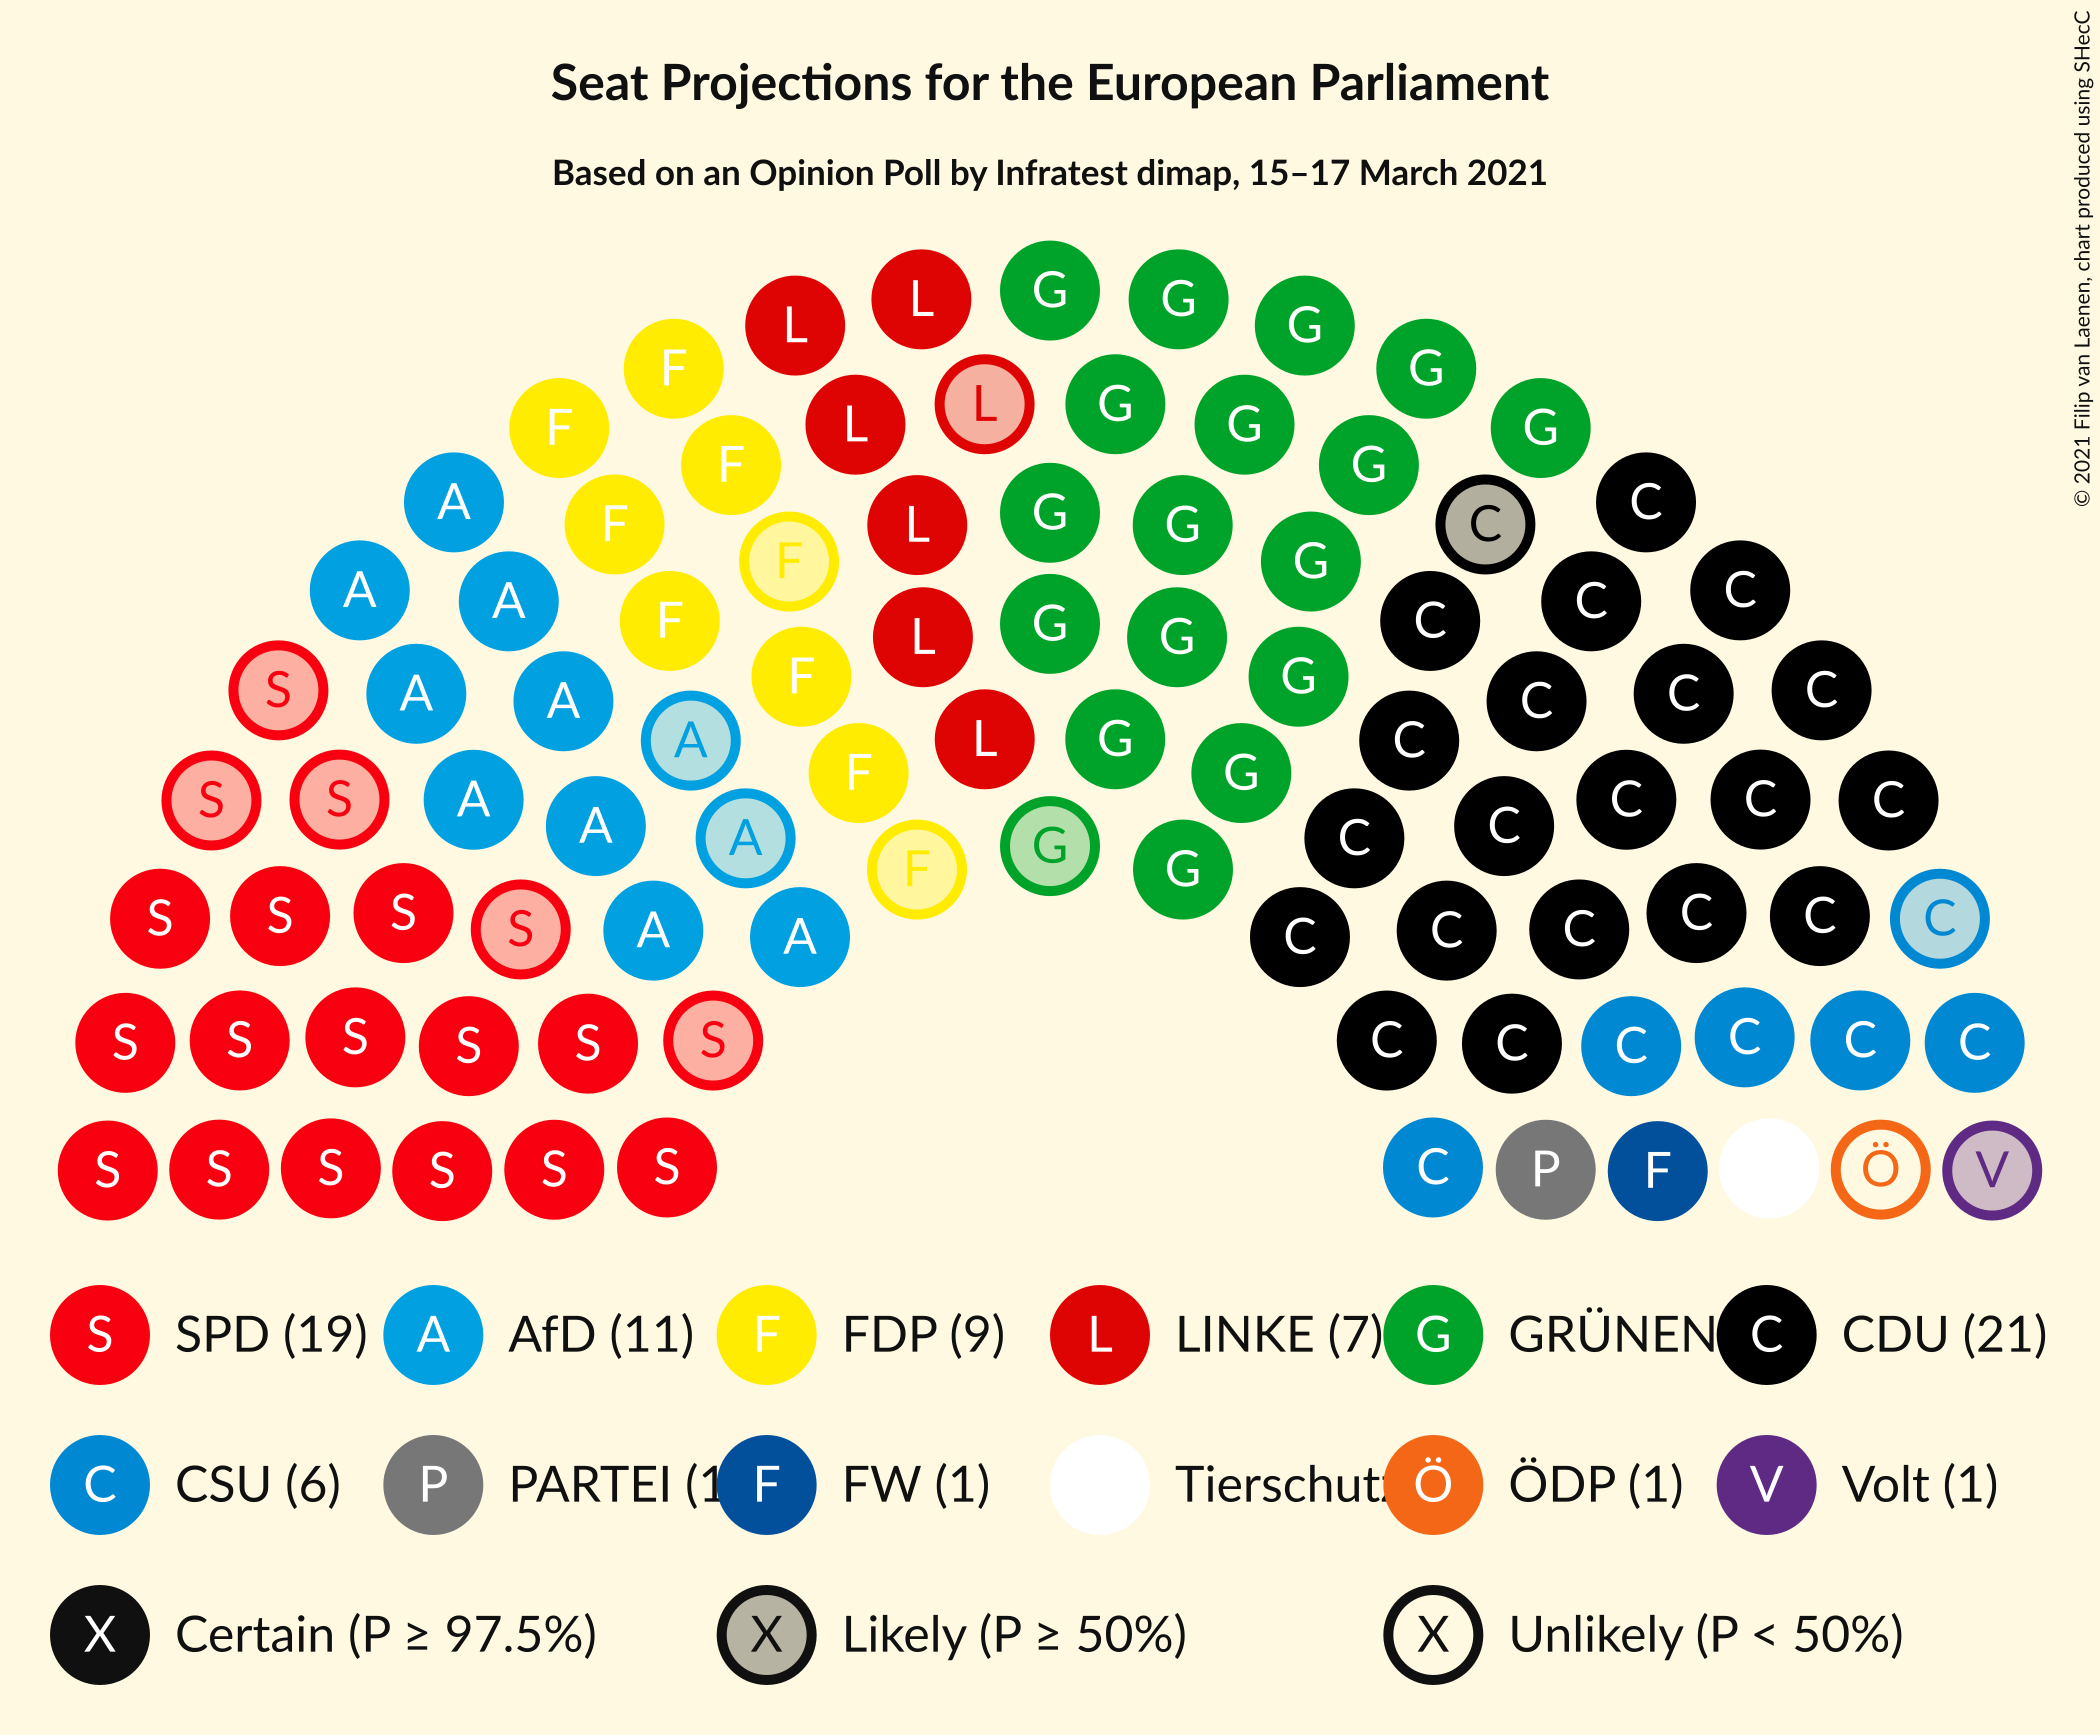 Seat Projections for the European Parliament
Based on an Opinion Poll by Infratest dimap, 15–17 March 2021
© 2021 Filip van Laenen, chart produced using SHecC
L L G G G G G
F F L L G G G C C
A F F F L G G G C C
A A F F L G G G C C C
S A A A F L G G C C C C
S S A A A F G G C C C C C
S S S S A A C C C C C C
S S S S S S C C C C C C
S S S S S S C P F Ö V
S SPD (19) A AfD (11) F FDP (9) L LINKE (7) G GRÜNEN C CDU (21)
C CSU (6) P PARTEI (1 F FW (1) Tierschutz Ö ÖDP (1) V Volt (1)
X Certain (P ≥ 97.5%) X Likely (P ≥ 50%) X Unlikely (P < 50%)